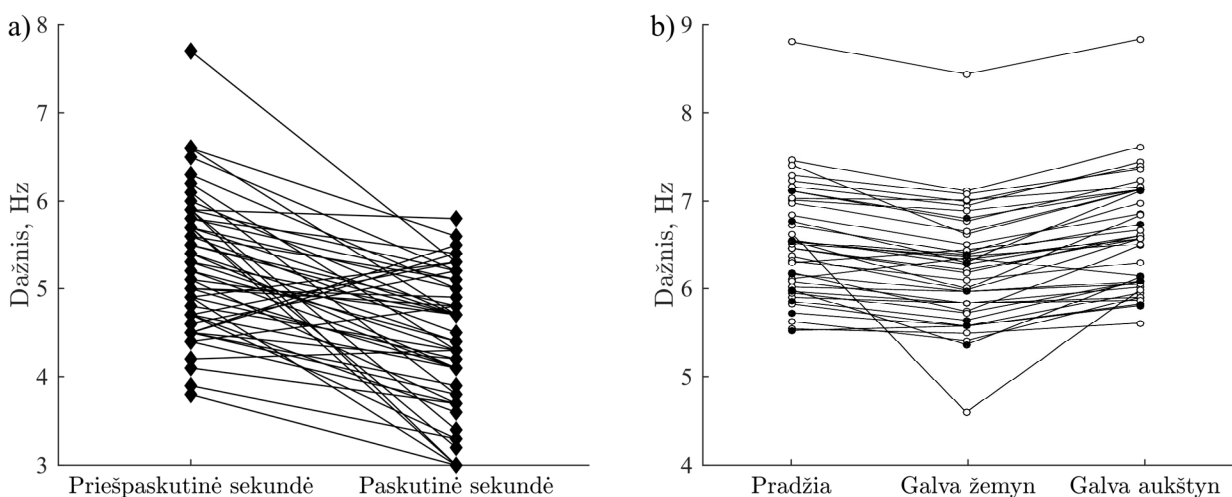 a)
8
7
6
5
4
3
Dažnis, Hz
Priešpaskutinė sekundė
Paskutinė sekundė
b)
9
8
7
6
5
4
Dažnis, Hz
Pradžia
Galva žemyn
Galva aukštyn